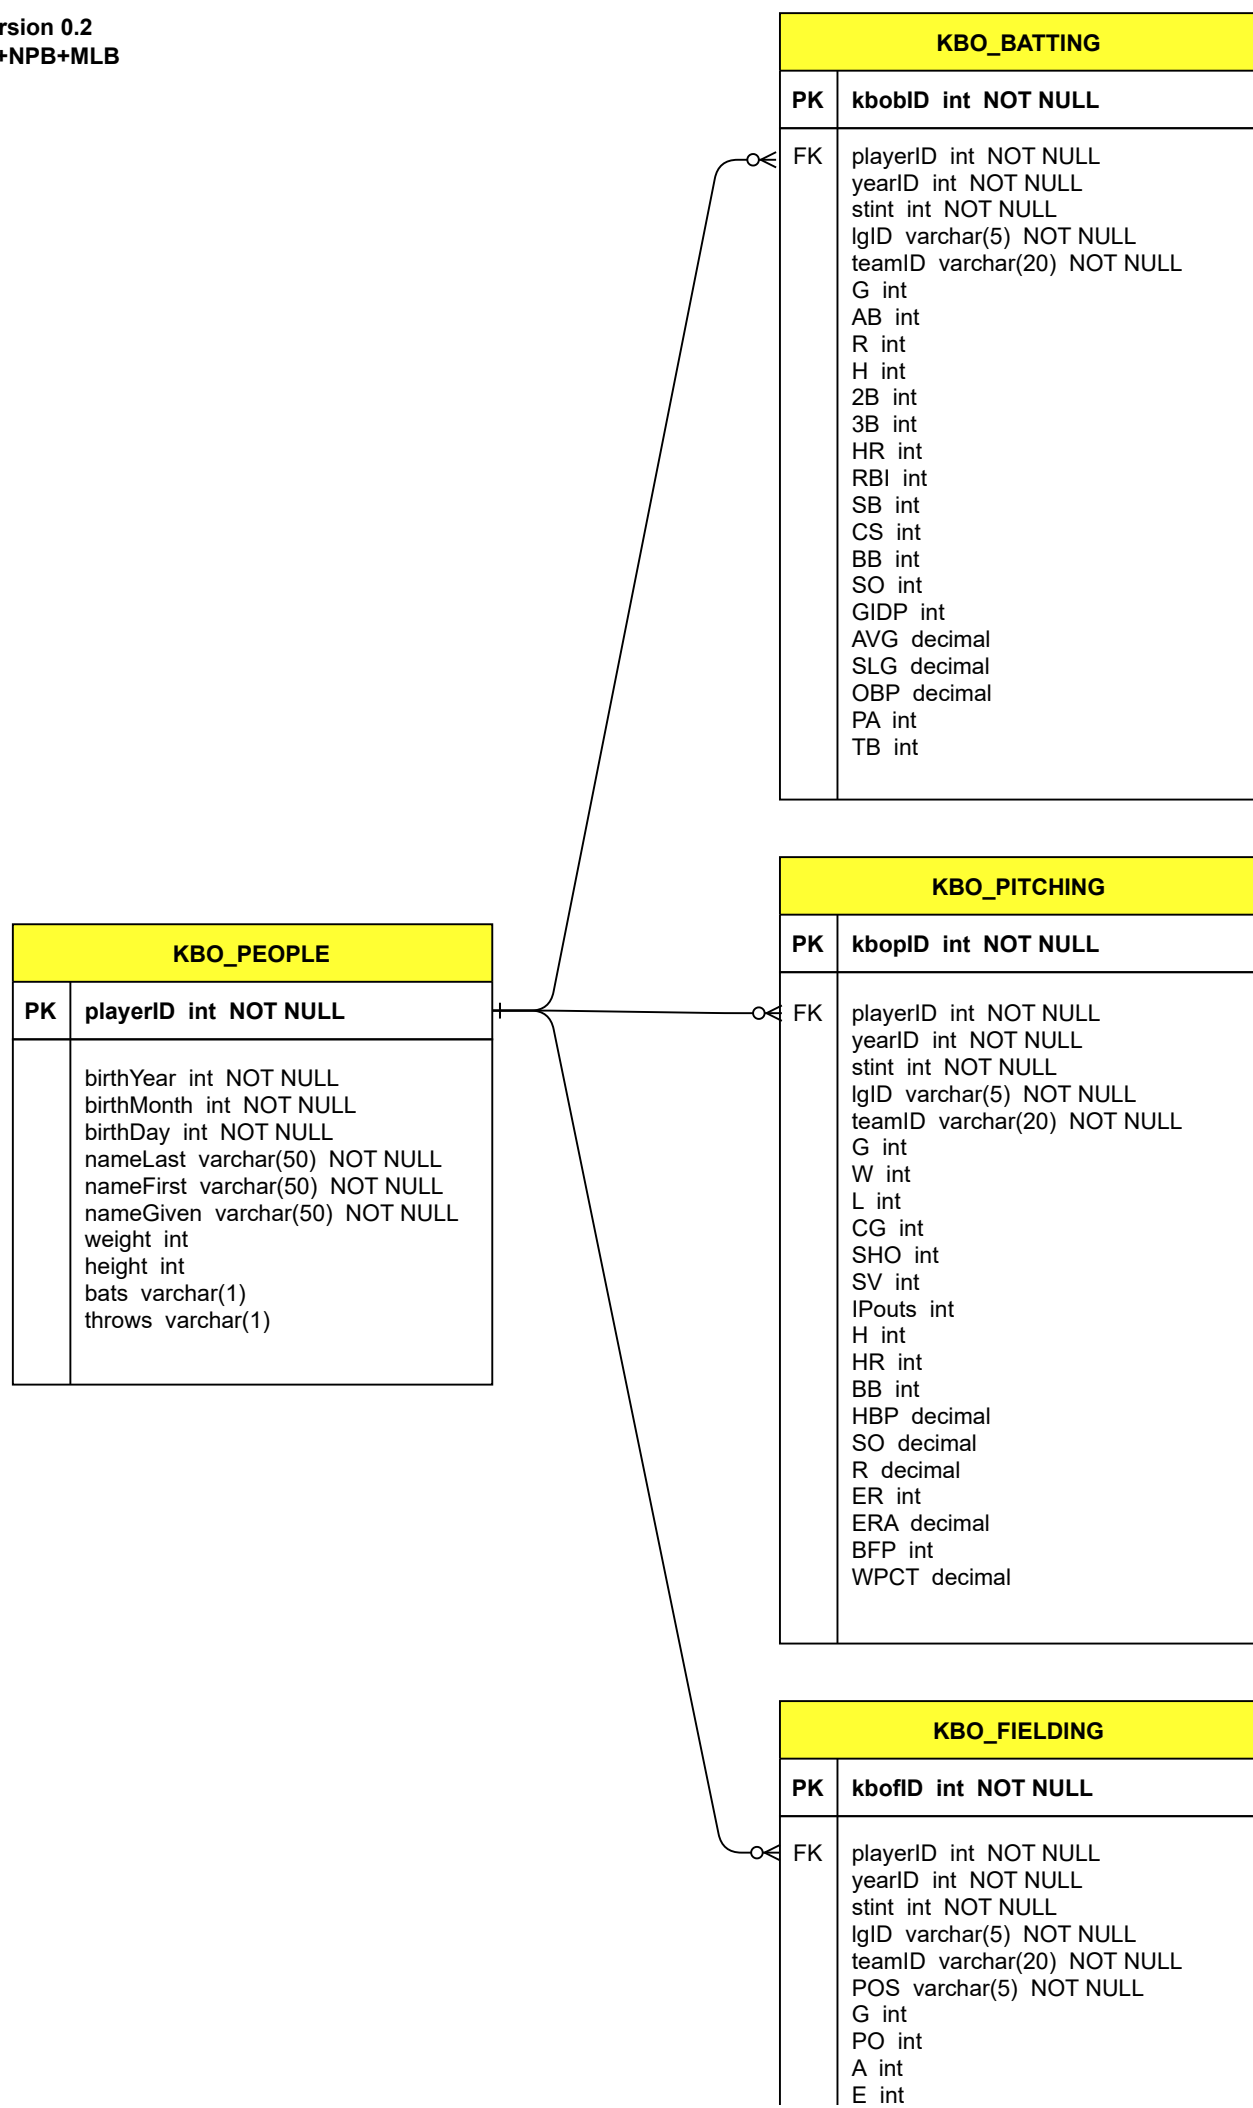 rsion 0.2
+NPB+MLB
KBO_BATTING
PK kbobID int NOT NULL
FK playerID int NOT NULL
yearID int NOT NULL
stint int NOT NULL
lgID varchar(5) NOT NULL
teamID varchar(20) NOT NULL
G int
AB int
R int
H int
2B int
3B int
HR int
RBI int
SB int
CS int
BB int
SO int
GIDP int
AVG decimal
SLG decimal
OBP decimal
PA int
TB int
KBO_PEOPLE
PK playerID int NOT NULL
birthYear int NOT NULL
birthMonth int NOT NULL
birthDay int NOT NULL
nameLast varchar(50) NOT NULL
nameFirst varchar(50) NOT NULL
nameGiven varchar(50) NOT NULL
weight int
height int
bats varchar(1)
throws varchar(1)
KBO_PITCHING
PK kbopID int NOT NULL
FK playerID int NOT NULL
yearID int NOT NULL
stint int NOT NULL
lgID varchar(5) NOT NULL
teamID varchar(20) NOT NULL
G int
W int
L int
CG int
SHO int
SV int
IPouts int
H int
HR int
BB int
HBP decimal
SO decimal
R decimal
ER int
ERA decimal
BFP int
WPCT decimal
KBO_FIELDING
PK kbofID int NOT NULL
FK playerID int NOT NULL
yearID int NOT NULL
stint int NOT NULL
lgID varchar(5) NOT NULL
teamID varchar(20) NOT NULL
POS varchar(5) NOT NULL
G int
PO int
A int
E int